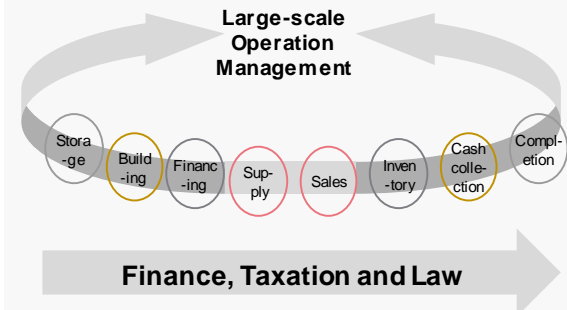 Large-scale
Operation
Management
Stora
-ge
Build
-ing
Financ
-ing
Sup-
ply
Sales
Inven
-tory
Cash
colle-
ction
Compl-
etion
Finance, Taxation and Law